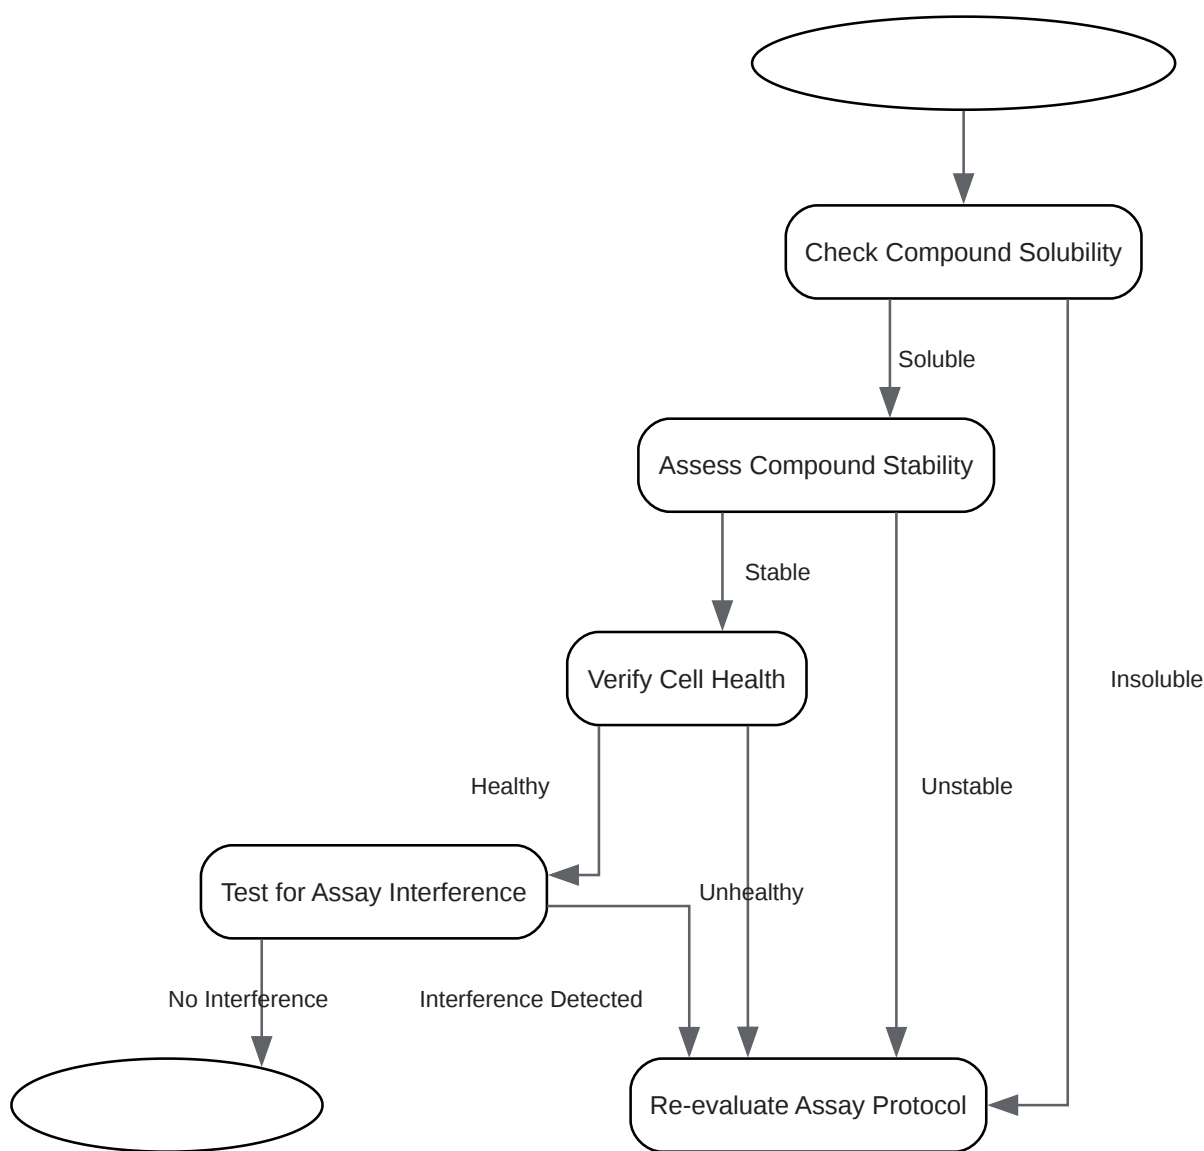 Check Compound Solubility
Soluble
Assess Compound Stability
Stable
Verify Cell Health
Insoluble
Healthy
Unstable
Test for Assay Interference
Unhealthy
No Interference
Interference Detected
Re-evaluate Assay Protocol